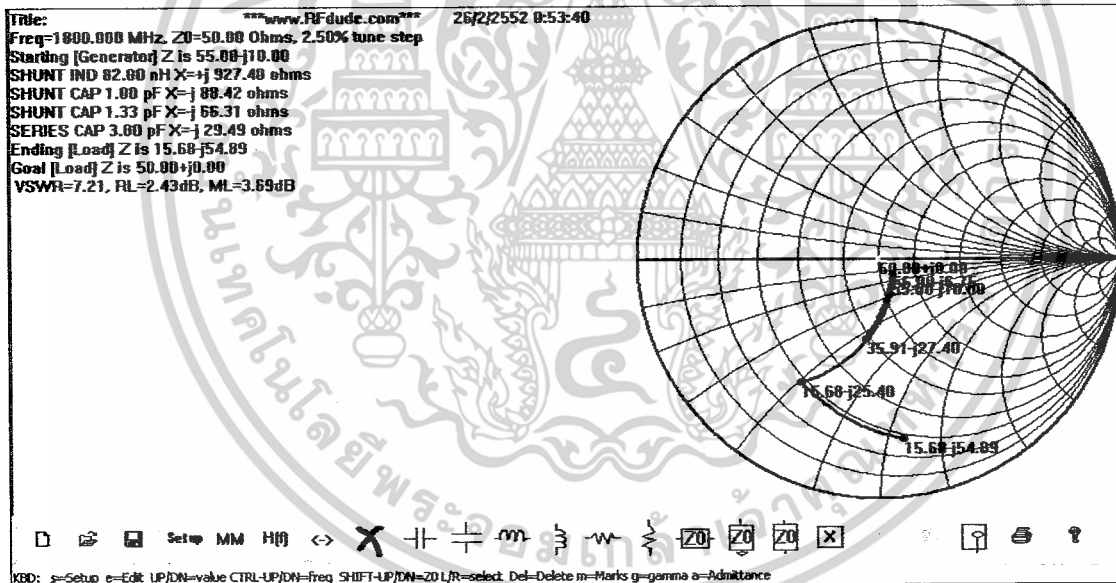 Title: ***www.RFdude.com*** 26/2/2552 0:53:40
Freq=1800.000 MHz, Z0=50.00 Ohms, 2.50% tune step
Starting [Generator] Z is 55.00-j10.00
SHUNT IND 82.00 nH X=+j 927.40 ohms
SHUNT CAP 1.00 pF X=-j 88.42 ohms
SHUNT CAP 1.33 pF X=-j 66.31 ohms
SERIES CAP 3.00 pF X=-j 29.49 ohms
Ending [Load] Z is 15.68-j54.89
Goal [Load] Z is 50.00+j0.00
VSWR=7.21, RL=2.43dB, ML=3.69dB
50.00+j0.00
35.91-j27.40
15.68-j25.40
15.68-j54.89
Setup MM H(f) <-> Z0 Z0 Z0 X ?
KBD: s=Setup e=Edit UP/DN=value CTRL-UP/DN=Freq SHIFT-UP/DN=Z0 L/R=select Del=Delete m=Marks g=gamma a=Admittance